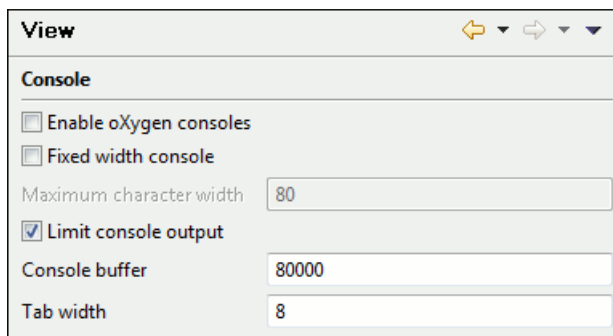 View
Console
Enable oXygen consoles
Fixed width console
Maximum character width 80
Limit console output
Console buffer 80000
Tab width 8